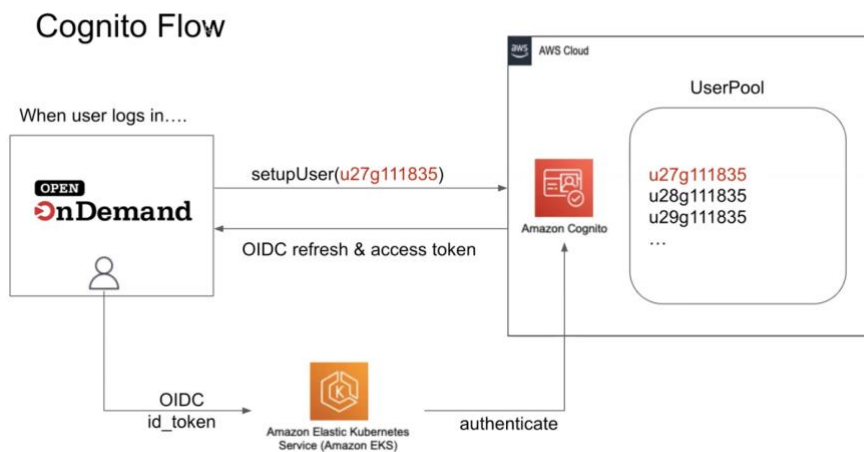 Cognito Flow
aws
AWS Cloud
UserPool
When user logs in....
OPEN
OnDemand
setupUser(u27g111835)
u27g111835
u28g111835
u29g111835
...
Amazon Cognito
OIDC refresh & access token
OIDC
id_token
K
Amazon Elastic Kubernetes
Service (Amazon EKS)
authenticate